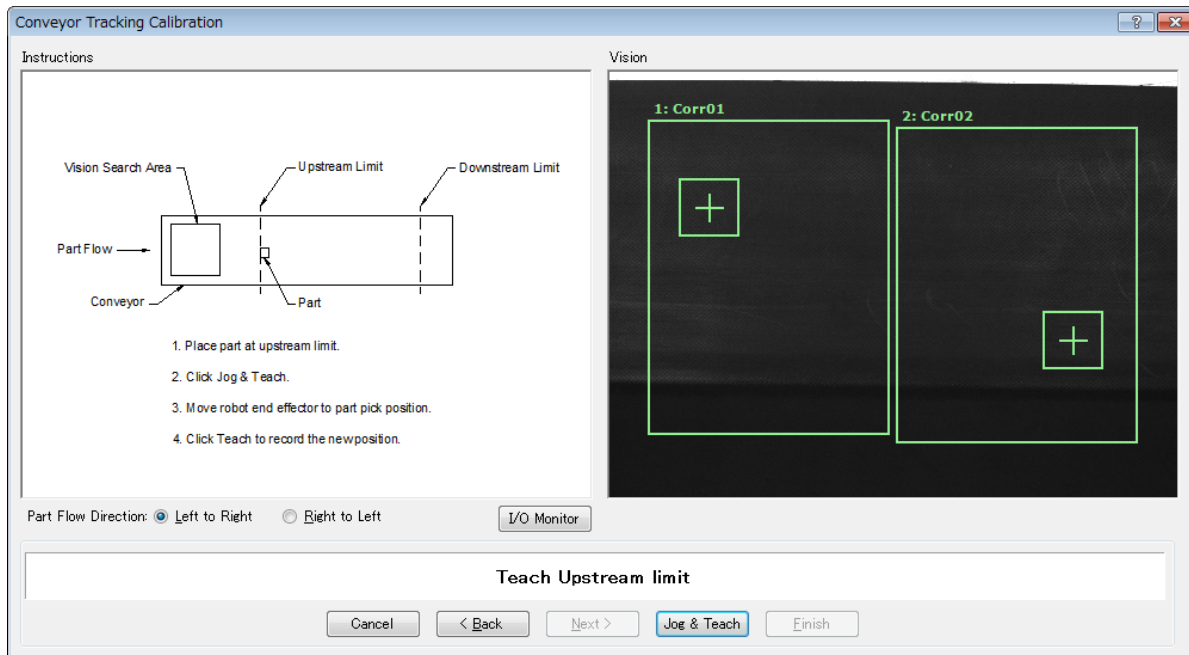 Conveyor Tracking Calibration
?
Instructions
Vision
1: Corr01
2: Corr02
Vision Search Area
Upstream Limit
Downstream Limit
Part Flow
Conveyor
Part
1. Place part at upstream limit.
2. Click Jog & Teach.
3. Move robot end effector to part pick position.
4. Click Teach to record the newposition.
Part Flow Direction: Left to Right Right to Left
I/O Monitor
Teach Upstream limit
Cancel < Back Next > Jog & Teach Finish